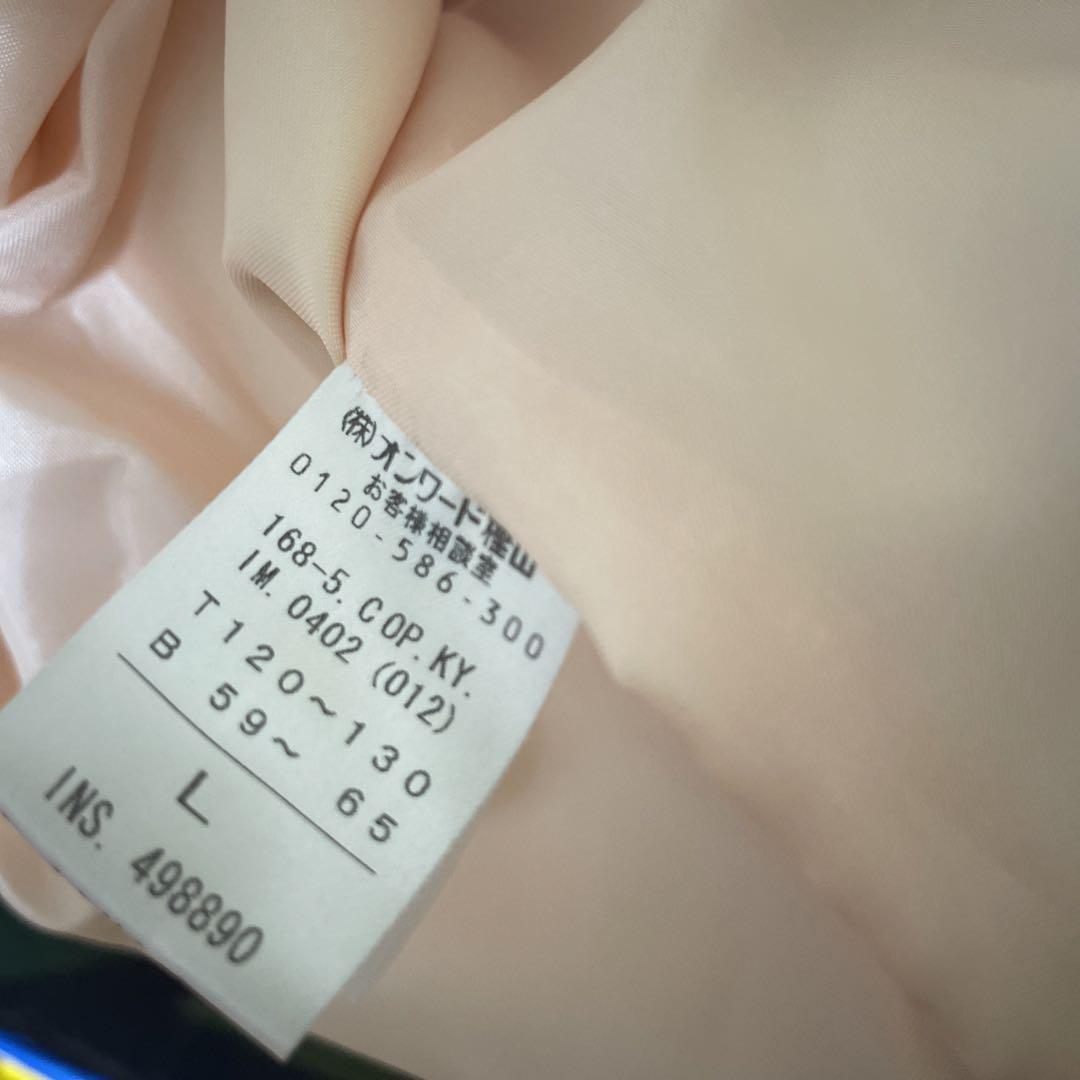 (株)オンワード樫山
お客様相談室
0120-586-300
168-5. COP. KY.
IM. 0402 (012)
T 120～130
B 59～ 65
L
INS. 498890